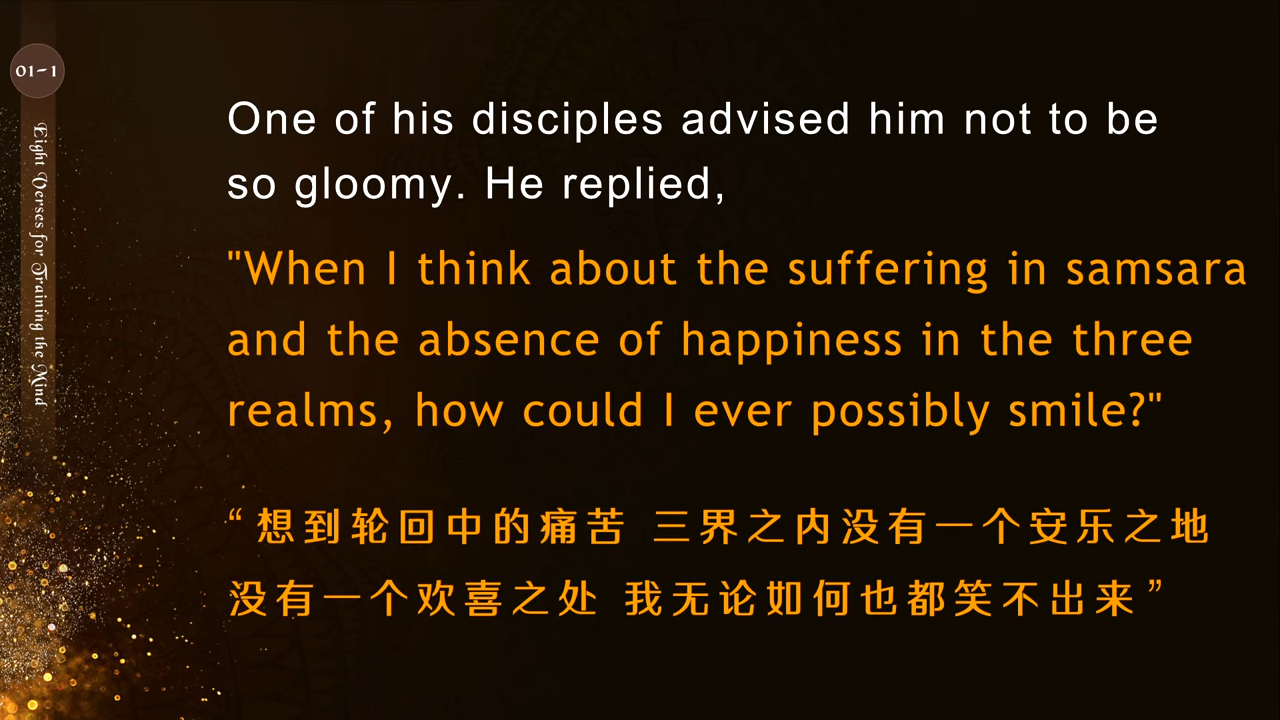 01-1
Eight Verses for Training the Mind
One of his disciples advised him not to be
so gloomy. He replied,
"When I think about the suffering in samsara
and the absence of happiness in the three
realms, how could I ever possibly smile?"
“想到轮回中的痛苦 三界之内没有一个安乐之地
没有一个欢喜之处 我无论如何也都笑不出来”